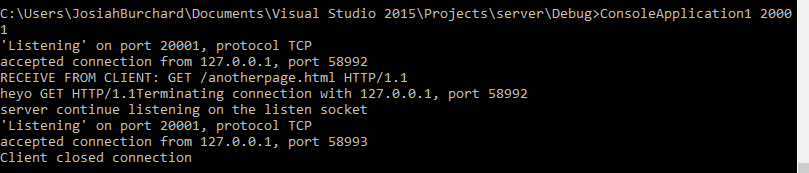 C:\Users\JosiahBurchard\Documents\Visual Studio 2015\Projects\server\Debug>ConsoleApplication1 2000
1
'Listening' on port 20001, protocol TCP
accepted connection from 127.0.0.1, port 58992
RECEIVE FROM CLIENT: GET /anotherpage.html HTTP/1.1
heyo GET HTTP/1.1Terminating connection with 127.0.0.1, port 58992
server continue listening on the listen socket
'Listening' on port 20001, protocol TCP
accepted connection from 127.0.0.1, port 58993
Client closed connection